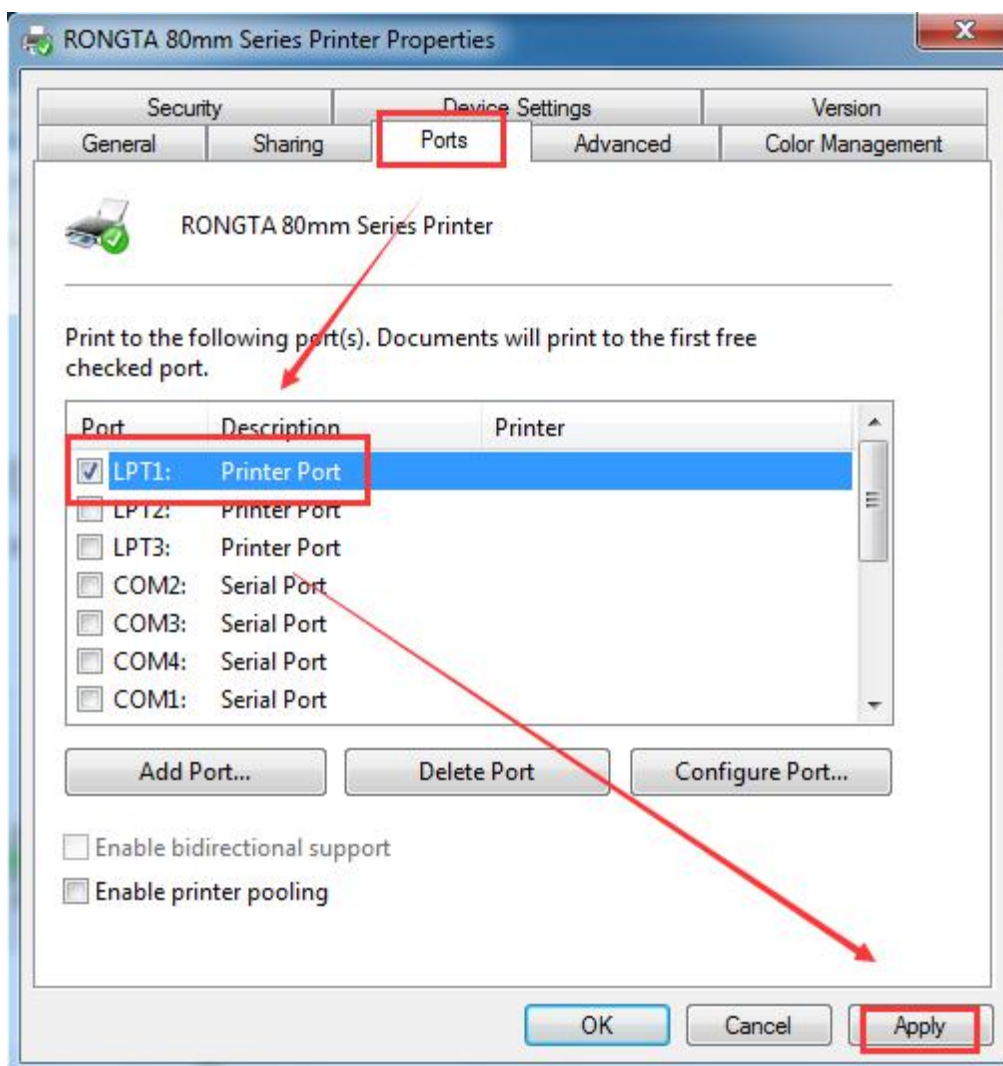 RONGTA 80mm Series Printer Properties
Security Device Settings Version
General Sharing Ports Advanced Color Management
RONGTA 80mm Series Printer
Print to the following port(s). Documents will print to the first free
checked port.
Port Description Printer
LPT1: Printer Port
LPT2: Printer Port
LPT3: Printer Port
COM2: Serial Port
COM3: Serial Port
COM4: Serial Port
COM1: Serial Port
Add Port... Delete Port Configure Port...
Enable bidirectional support
Enable printer pooling
OK Cancel Apply